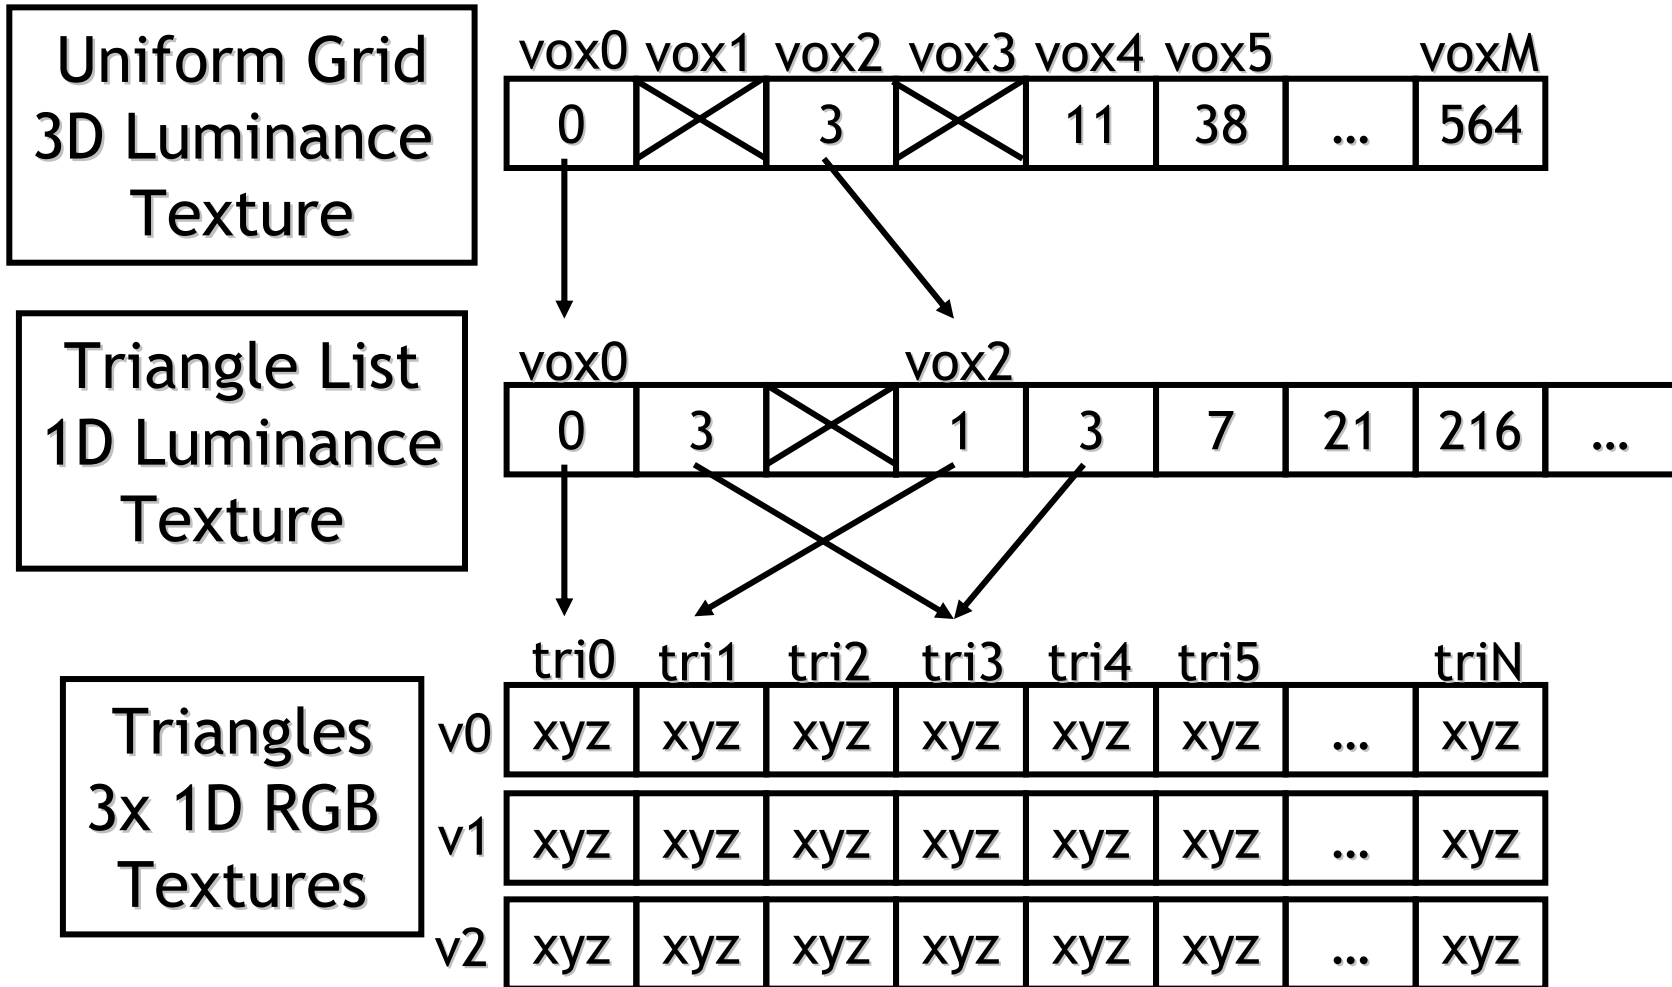 Uniform Grid
3D Luminance
Texture
vox0 vox1 vox2 vox3 vox4 vox5 voxM
0 3 11 38 ... 564
Triangle List
1D Luminance
Texture
vox0 vox2
0 3 1 3 7 21 216 ...
Triangles
3x 1D RGB
Textures
tri0 tri1 tri2 tri3 tri4 tri5 triN
v0 xyz xyz xyz xyz xyz xyz ... xyz
v1 xyz xyz xyz xyz xyz xyz ... xyz
v2 xyz xyz xyz xyz xyz xyz ... xyz